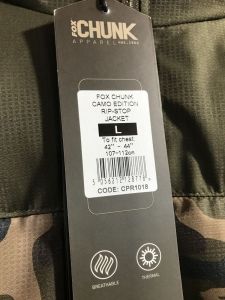 FOX CHUNK
APPAREL
FOX CHUNK
CAMO EDITION
RIP-STOP
JACKET
L
To fit chest:
42" - 44"
107-112cm
CODE: CPR1018
BREATHABLE
THERMAL